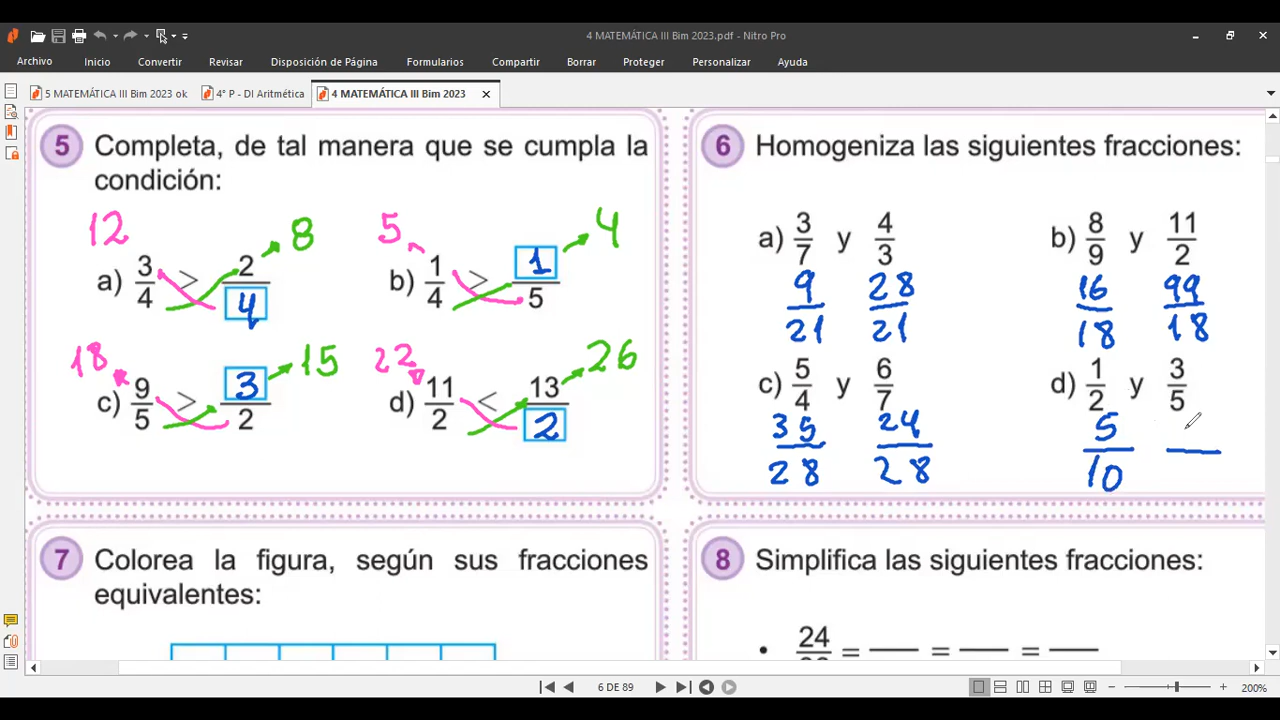 4 MATEMÁTICA III Bim 2023.pdf - Nitro Pro
Archivo Inicio Convertir Revisar Disposición de Página Formularios Compartir Borrar Proteger Personalizar Ayuda
5 MATEMÁTICA III Bim 2023 ok 4° P - DI Aritmética 4 MATEMÁTICA III Bim 2023
5 Completa, de tal manera que se cumpla la
condición:
12 8
a) 3/4 > 2/4
5 4
b) 1/4 > 1/5
18 15
c) 9/5 > 3/2
22 26
d) 11/2 < 13/2
6 Homogeniza las siguientes fracciones:
a) 3/7 y 4/3
9/21 28/21
b) 8/9 y 11/2
16/18 99/18
c) 5/4 y 6/7
35/28 24/28
d) 1/2 y 3/5
5/10
7 Colorea la figura, según sus fracciones
equivalentes:
8 Simplifica las siguientes fracciones:
• 24 = = =
6 DE 89
200%